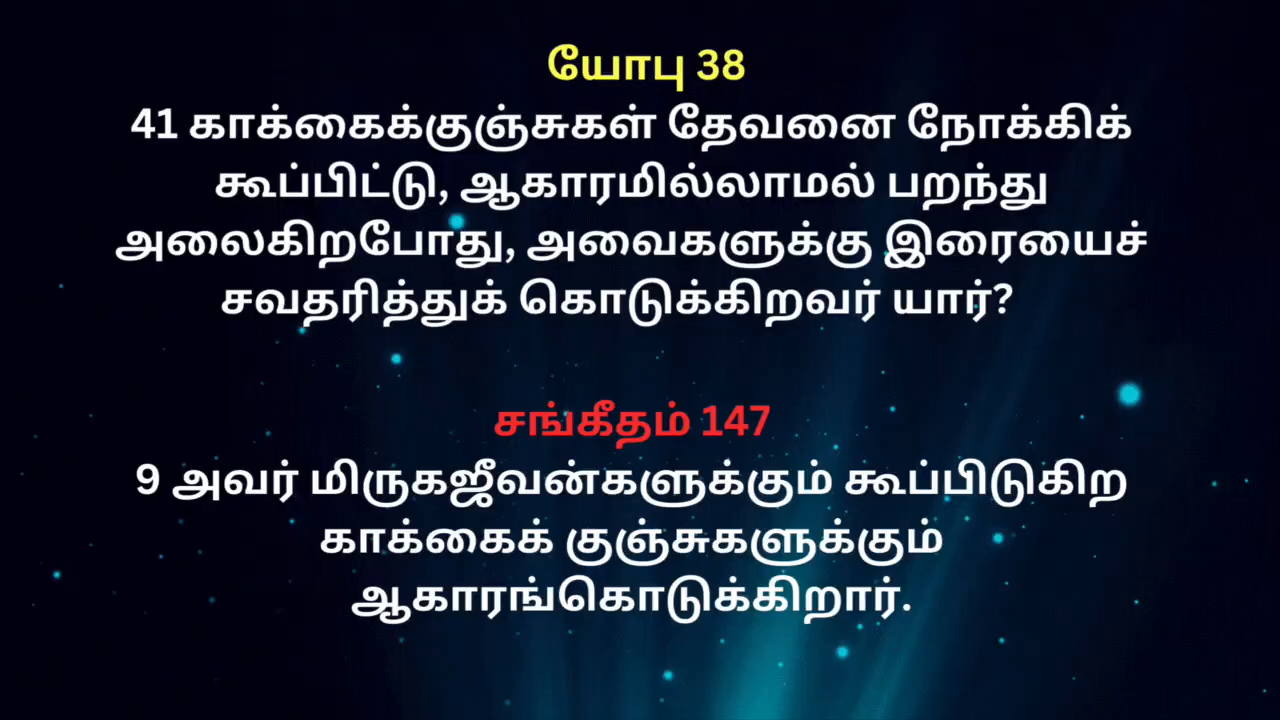 யோபு 38
41 காக்கைக்குஞ்சுகள் தேவனை நோக்கிக்
கூப்பிட்டு, ஆகாரமில்லாமல் பறந்து
அலைகிறபோது, அவைகளுக்கு இரையைச்
சவதரித்துக் கொடுக்கிறவர் யார்?
சங்கீதம் 147
9 அவர் மிருகஜீவன்களுக்கும் கூப்பிடுகிற
காக்கைக் குஞ்சுகளுக்கும்
ஆகாரங்கொடுக்கிறார்.